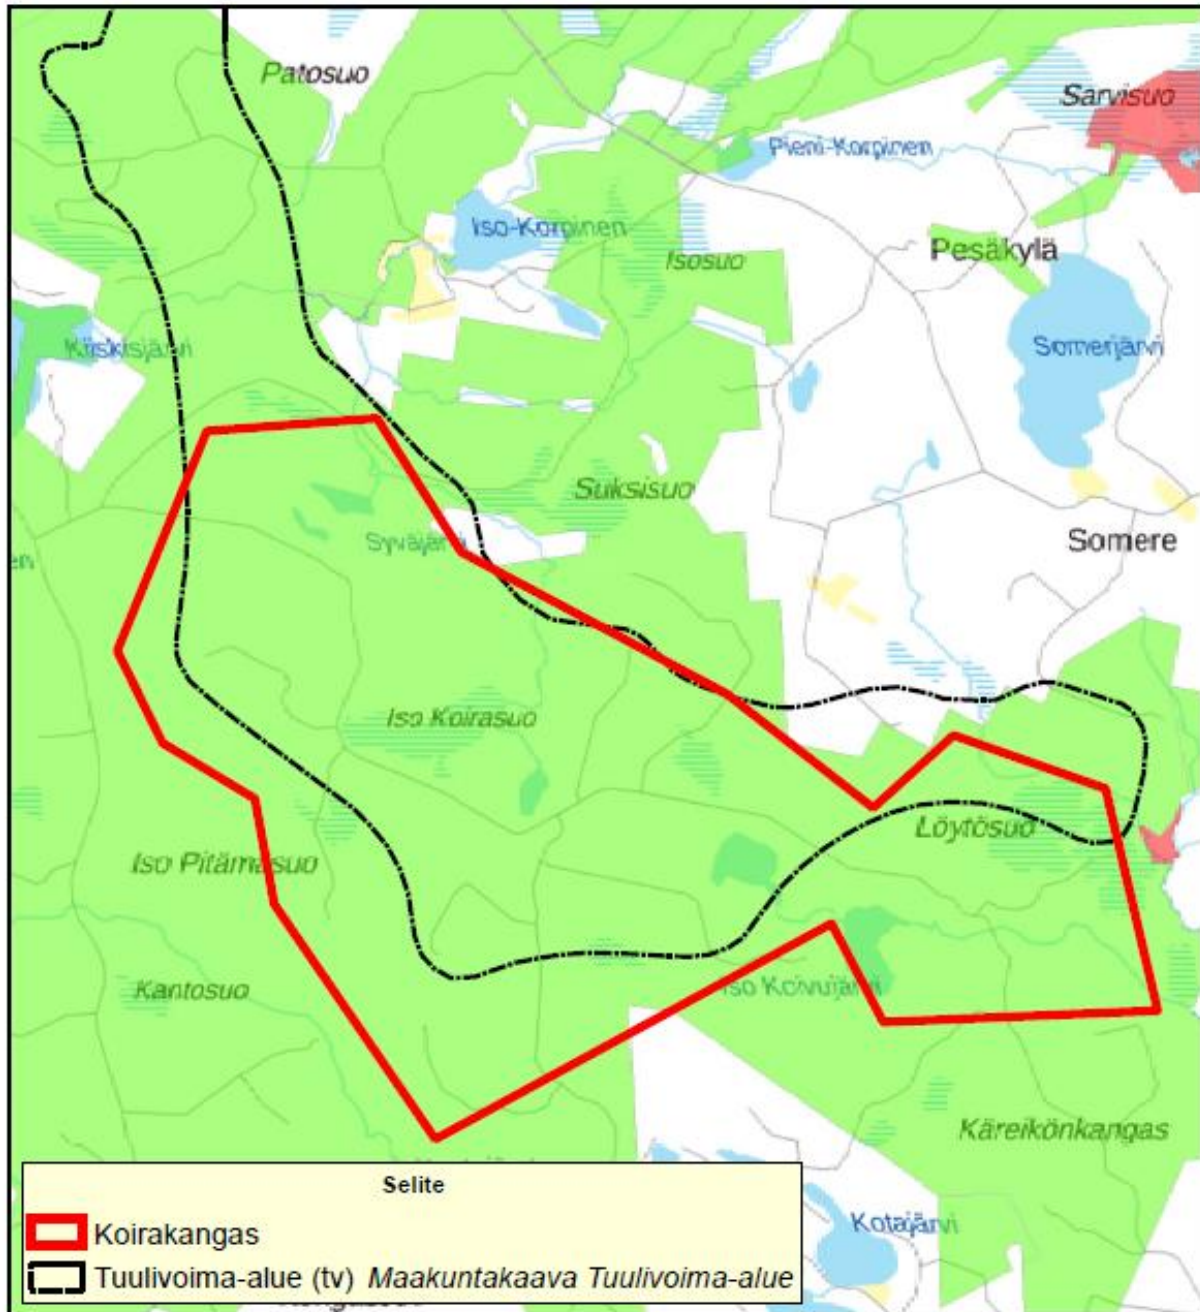 Patosuo
Sarvisuo
Pieni-Korpinen
Iso-Korpinen
Pesäkylä
Isosuo
Kiiskisjärvi
Somerjärvi
Suksisuo
Syväjärvi
Somere
en
Iso Koirasuo
Löytösuo
Iso Pitämäsuo
Kantosuo
Iso Koivujärvi
Käreikönkangas
Kotajärvi
Selite
Koirakangas
Tuulivoima-alue (tv) Maakuntakaava Tuulivoima-alue